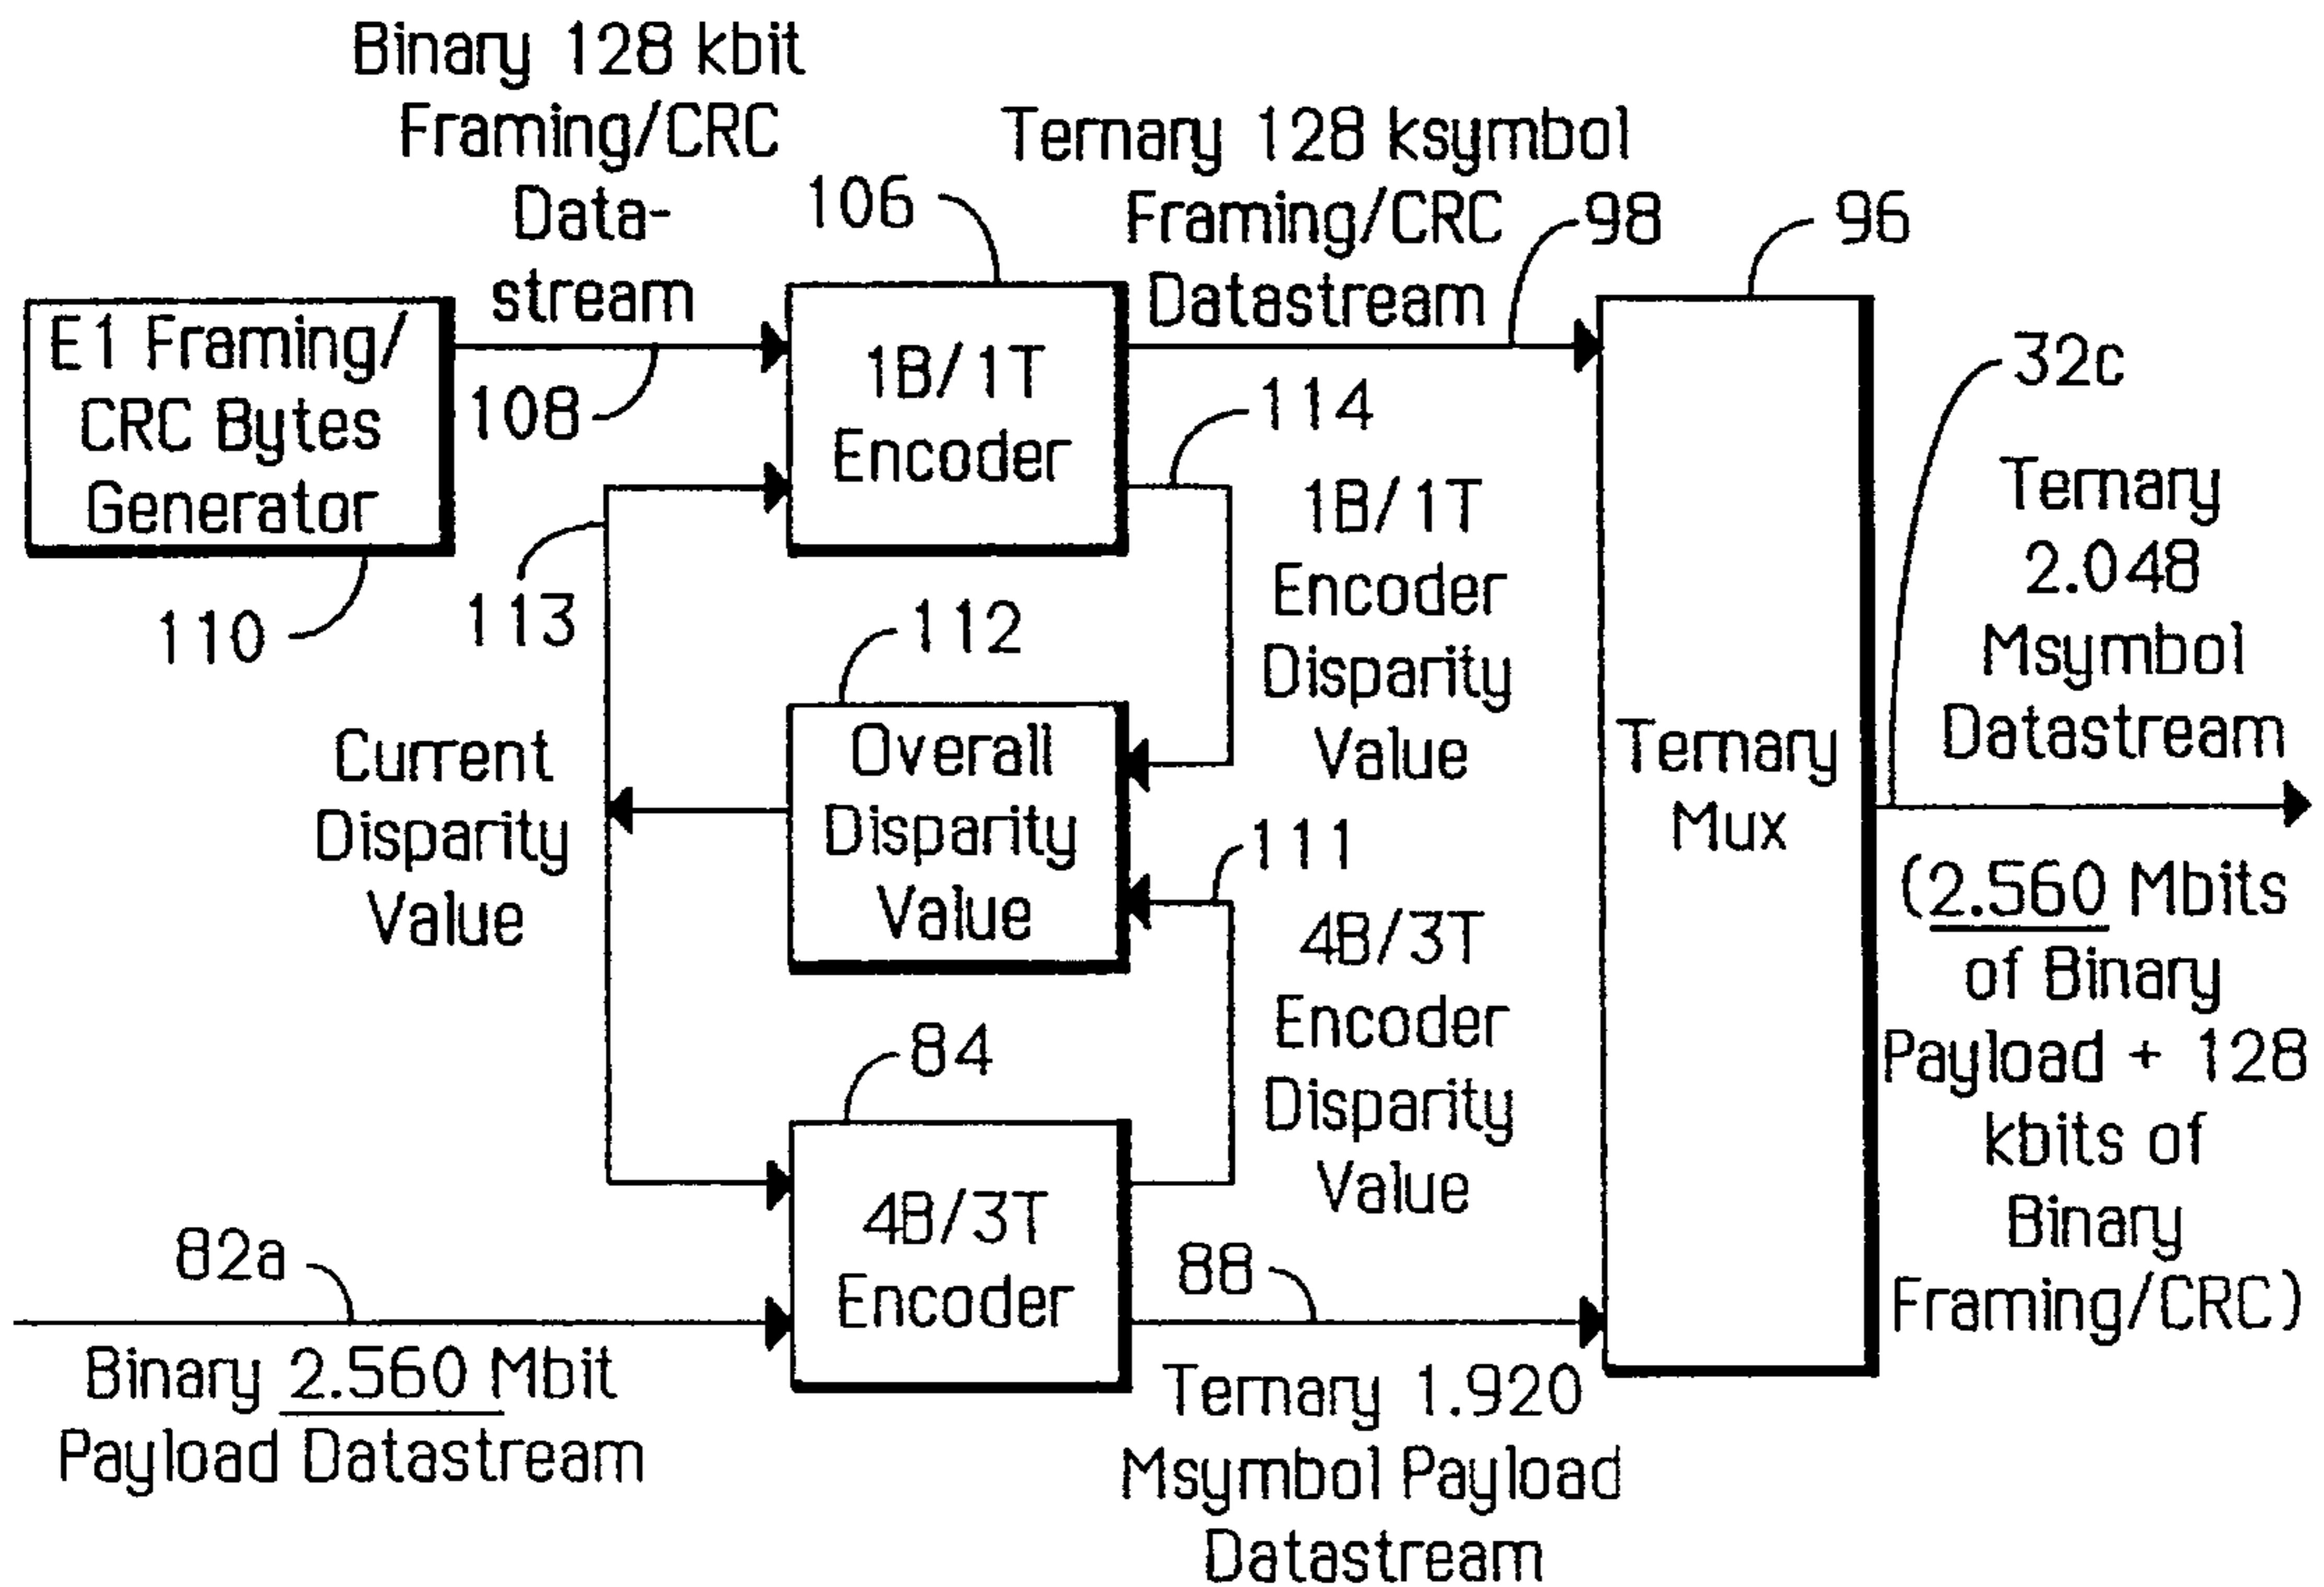 Binary 128 kbit
Framing/CRC
Data-
stream
106
Ternary 128 ksymbol
Framing/CRC
Datastream
98
96
E1 Framing/
CRC Bytes
Generator
108
1B/1T
Encoder
114
32c
110
113
112
1B/1T
Encoder
Disparity
Value
Ternary
2.048
Msymbol
Datastream
Current
Disparity
Value
Overall
Disparity
Value
Ternary
Mux
111
4B/3T
Encoder
Disparity
Value
(2.560 Mbits
of Binary
Payload + 128
kbits of
Binary
Framing/CRC)
84
82a
4B/3T
Encoder
88
Binary 2.560 Mbit
Payload Datastream
Ternary 1.920
Msymbol Payload
Datastream